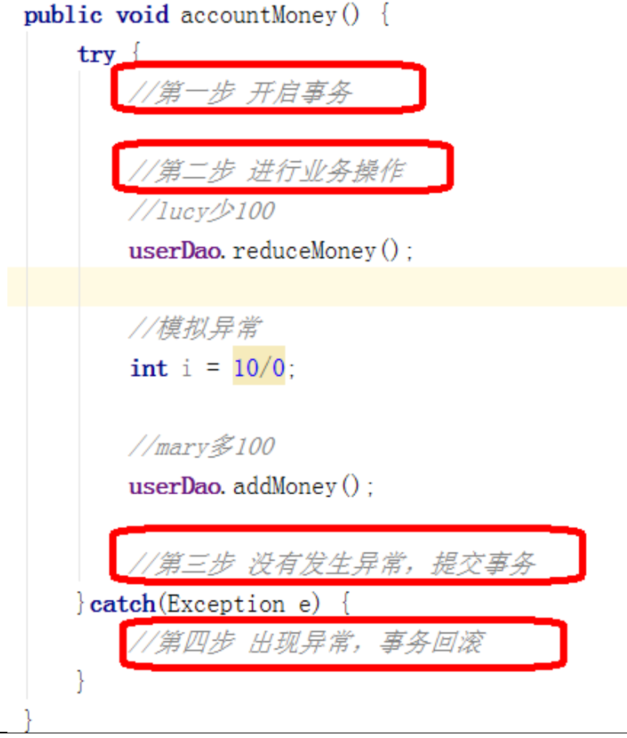 public void accountMoney() {
try {
//第一步 开启事务
//第二步 进行业务操作
//lucy少100
userDao.reduceMoney();
//模拟异常
int i = 10/0;
//mary多100
userDao.addMoney();
//第三步 没有发生异常，提交事务
}catch(Exception e) {
//第四步 出现异常，事务回滚
}
}